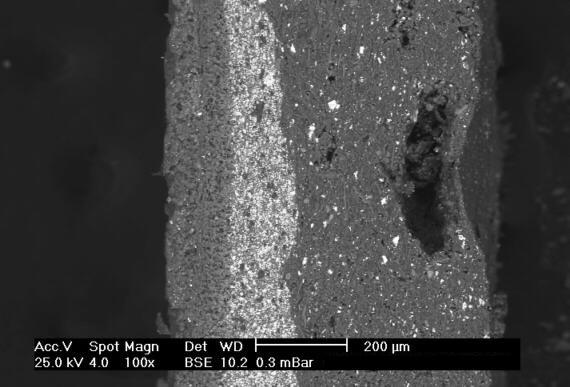 Acc.V Spot Magn Det WD 200 µm
25.0 kV 4.0 100x BSE 10.2 0.3 mBar